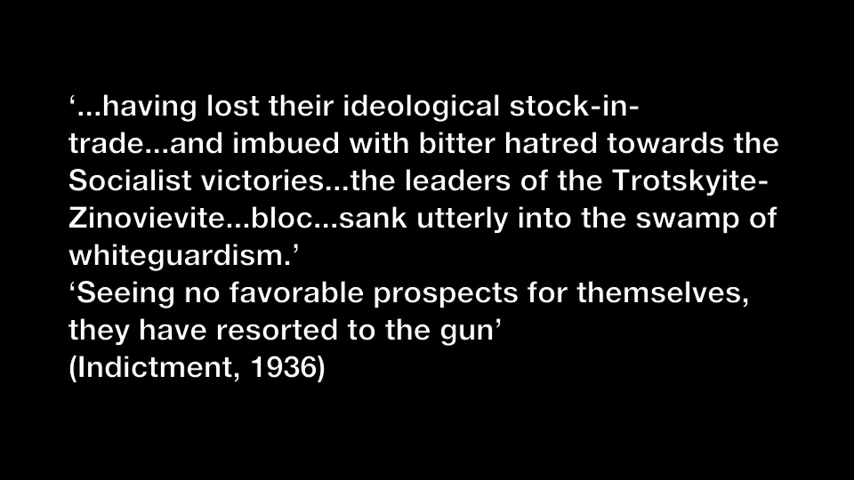 ‘...having lost their ideological stock-in-
trade...and imbued with bitter hatred towards the
Socialist victories...the leaders of the Trotskyite-
Zinovievite...bloc...sank utterly into the swamp of
whiteguardism.’
‘Seeing no favorable prospects for themselves,
they have resorted to the gun’
(Indictment, 1936)